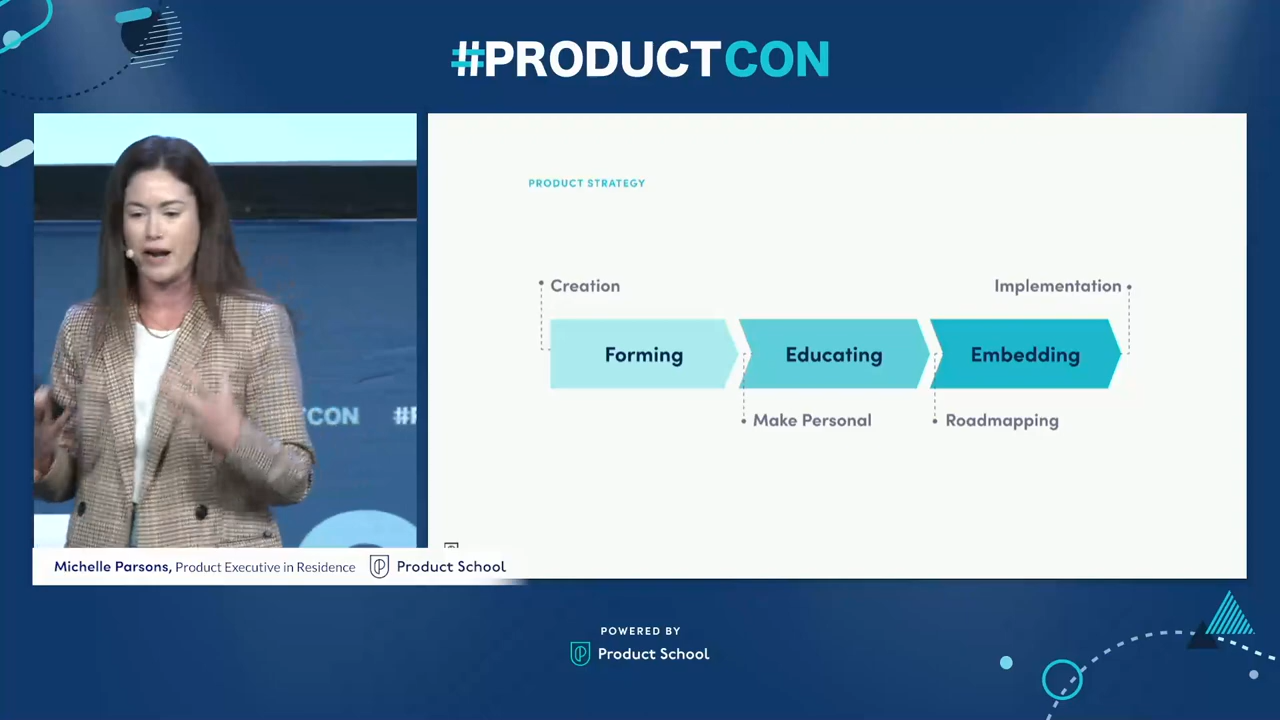 #PRODUCTCON
PRODUCT STRATEGY
Creation
Implementation
Forming
Educating
Embedding
Make Personal
Roadmapping
CON #
Michelle Parsons, Product Executive in Residence
Product School
POWERED BY
Product School